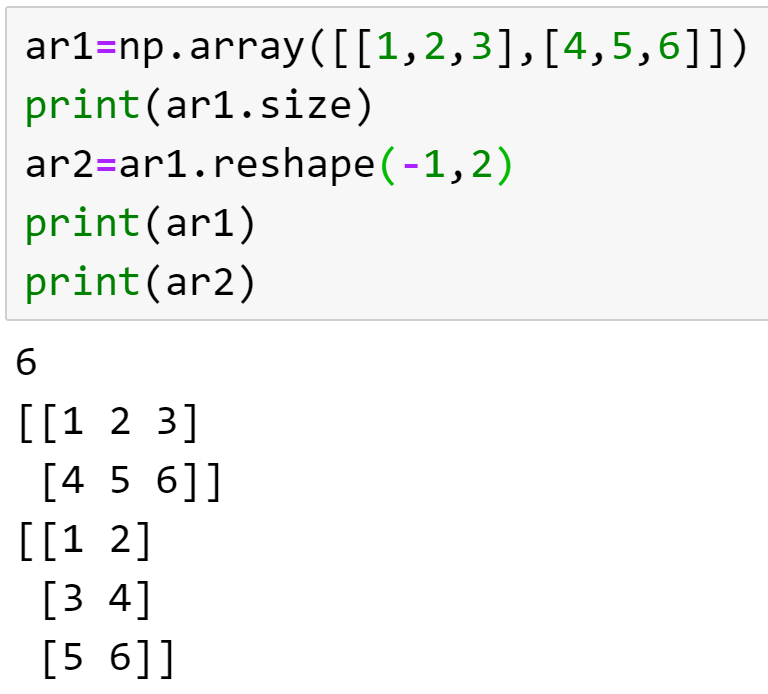 ar1=np.array([[1,2,3],[4,5,6]])
print(ar1.size)
ar2=ar1.reshape(-1,2)
print(ar1)
print(ar2)
6
[[1 2 3]
 [4 5 6]]
[[1 2]
 [3 4]
 [5 6]]